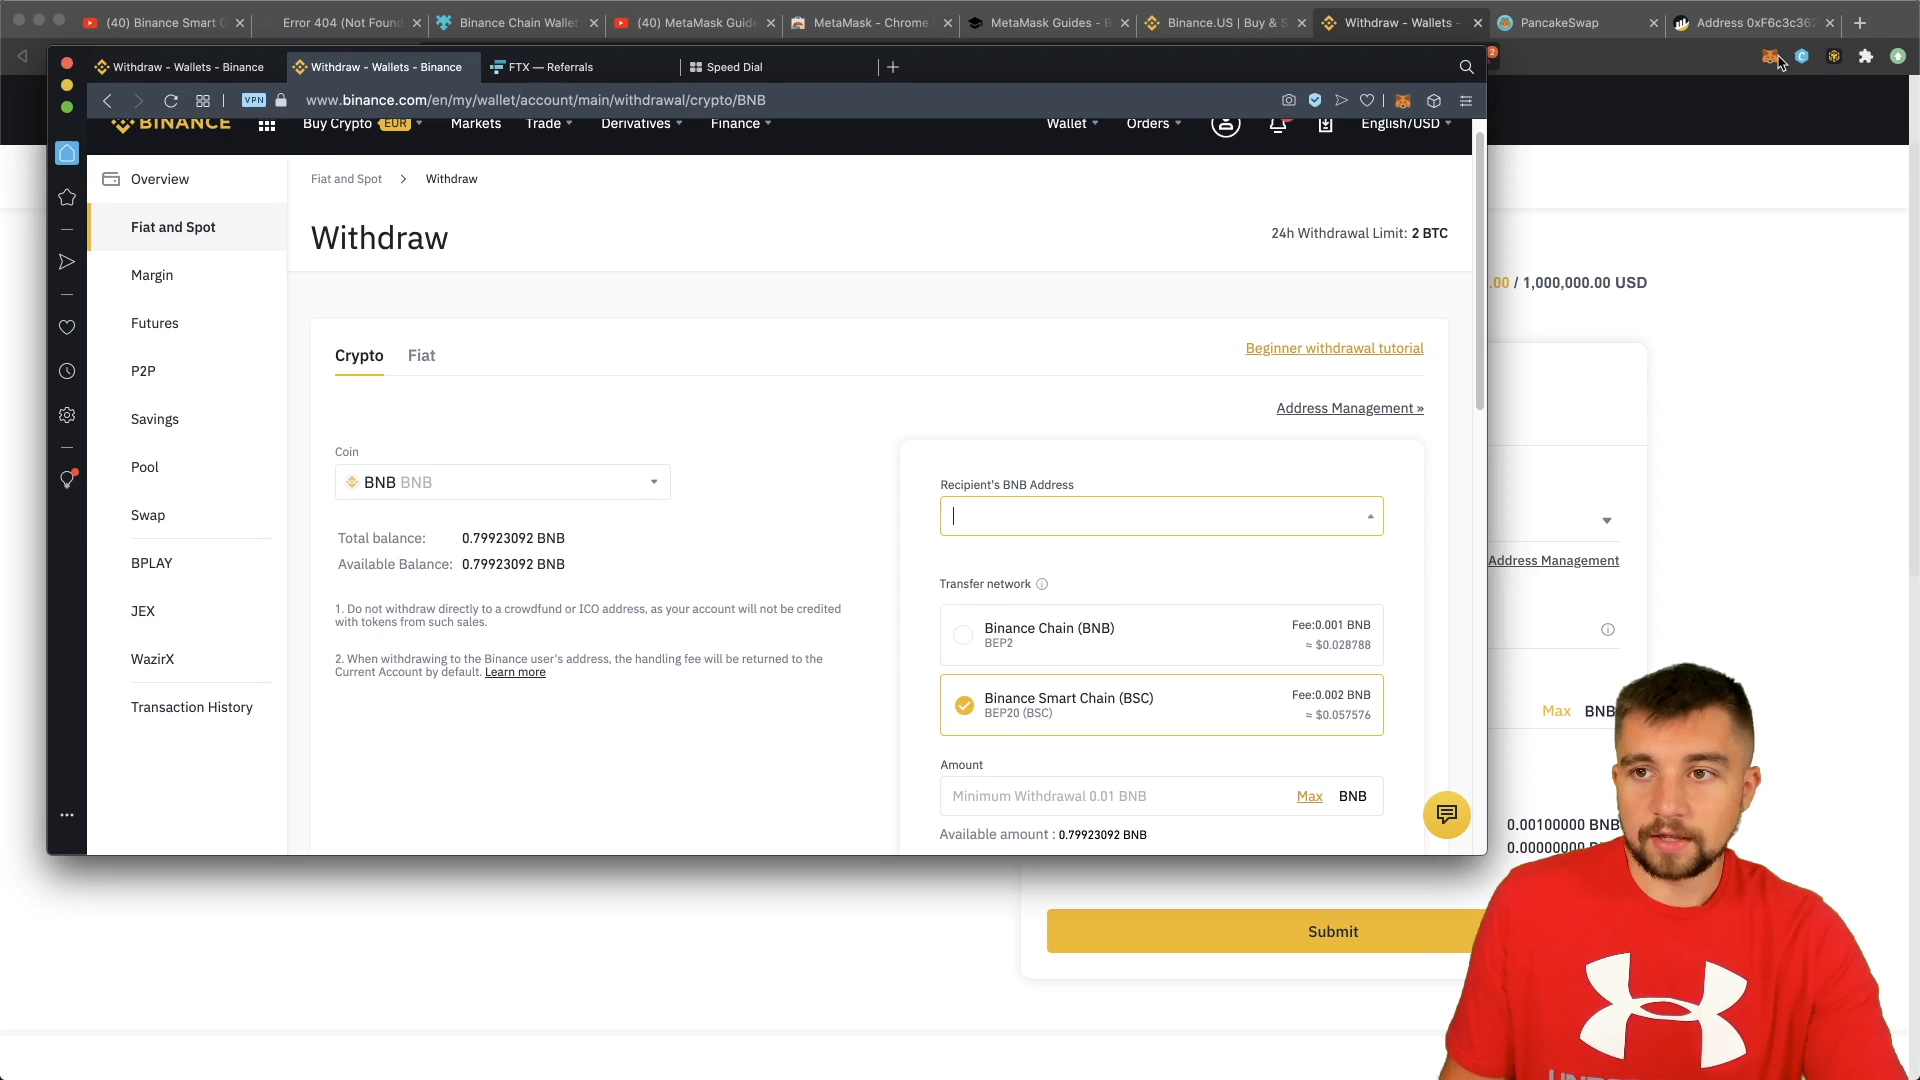 (40) Binance Smart C
Error 404 (Not Found
Binance Chain Wallet
(40) MetaMask Guide
MetaMask - Chrome
MetaMask Guides - B
Binance.US | Buy & S
Withdraw - Wallets -
PancakeSwap
Address 0xF6c3c362
Withdraw - Wallets - Binance
Withdraw - Wallets - Binance
FTX — Referrals
Speed Dial
2
VPN
www.binance.com/en/my/wallet/account/main/withdrawal/crypto/BNB
BINANCE
Buy Crypto EUR
Markets
Trade
Derivatives
Finance
Wallet
Orders
English/USD
Overview
Fiat and Spot
Margin
Futures
P2P
Savings
Pool
Swap
BPLAY
JEX
WazirX
Transaction History
Fiat and Spot > Withdraw
Withdraw
24h Withdrawal Limit: 2 BTC
Crypto
Fiat
Beginner withdrawal tutorial
Address Management »
Coin
BNB BNB
Total balance: 0.79923092 BNB
Available Balance: 0.79923092 BNB
1. Do not withdraw directly to a crowdfund or ICO address, as your account will not be credited
with tokens from such sales.
2. When withdrawing to the Binance user's address, the handling fee will be returned to the
Current Account by default. Learn more
Recipient's BNB Address
Transfer network
Binance Chain (BNB)
BEP2
Fee:0.001 BNB
≈ $0.028788
Binance Smart Chain (BSC)
BEP20 (BSC)
Fee:0.002 BNB
≈ $0.057576
Amount
Minimum Withdrawal 0.01 BNB
Max BNB
Available amount : 0.79923092 BNB
.00 / 1,000,000.00 USD
Address Management
Max BNB
0.00100000 BNB
0.00000000
Submit